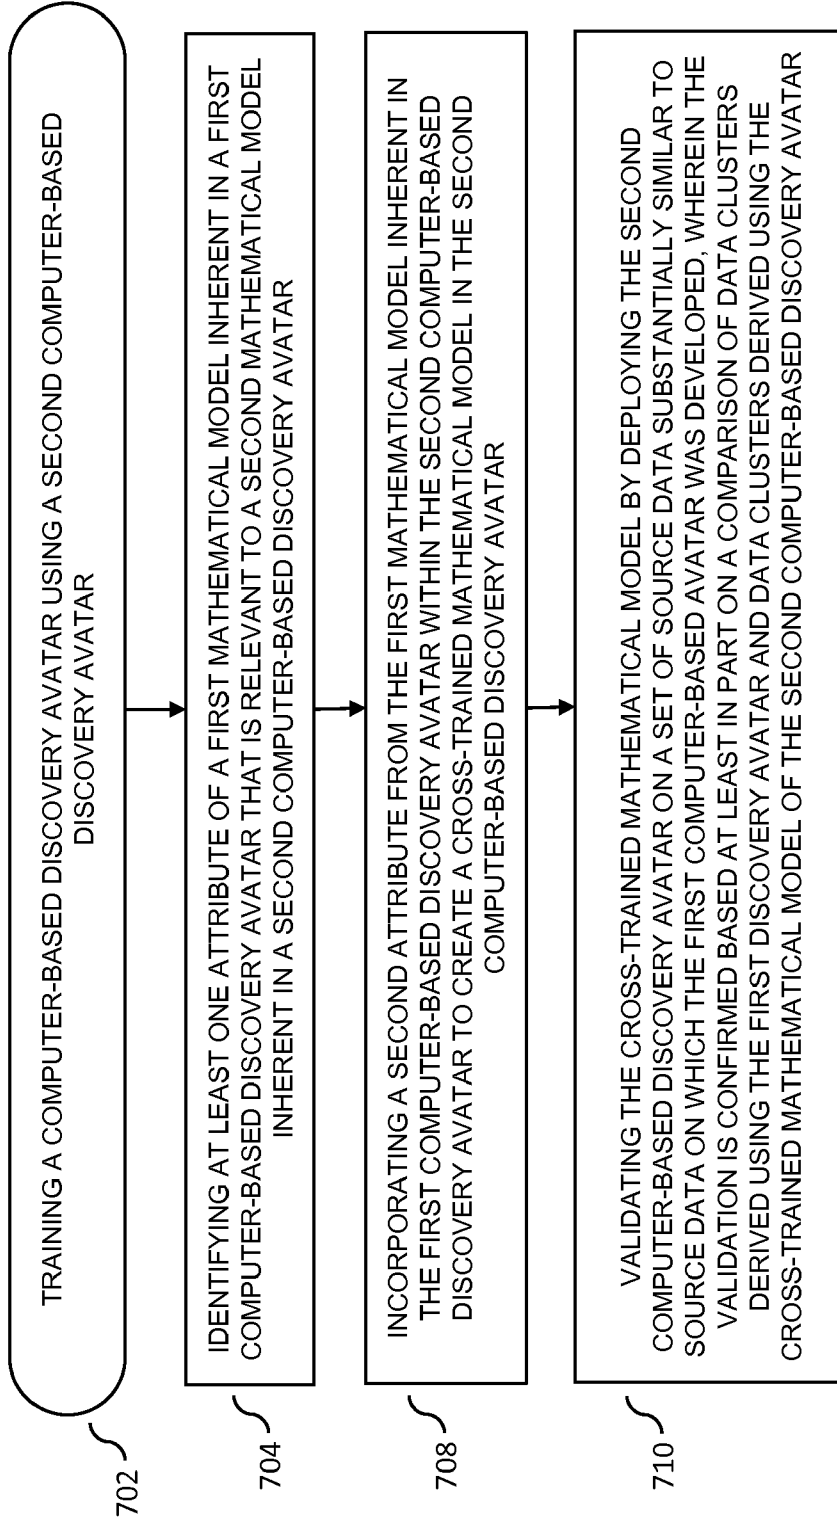 TRAINING A COMPUTER-BASED DISCOVERY AVATAR USING A SECOND COMPUTER-BASED
DISCOVERY AVATAR
702
IDENTIFYING AT LEAST ONE ATTRIBUTE OF A FIRST MATHEMATICAL MODEL INHERENT IN A FIRST
COMPUTER-BASED DISCOVERY AVATAR THAT IS RELEVANT TO A SECOND MATHEMATICAL MODEL
INHERENT IN A SECOND COMPUTER-BASED DISCOVERY AVATAR
704
INCORPORATING A SECOND ATTRIBUTE FROM THE FIRST MATHEMATICAL MODEL INHERENT IN
THE FIRST COMPUTER-BASED DISCOVERY AVATAR WITHIN THE SECOND COMPUTER-BASED
DISCOVERY AVATAR TO CREATE A CROSS-TRAINED MATHEMATICAL MODEL IN THE SECOND
COMPUTER-BASED DISCOVERY AVATAR
708
VALIDATING THE CROSS-TRAINED MATHEMATICAL MODEL BY DEPLOYING THE SECOND
COMPUTER-BASED DISCOVERY AVATAR ON A SET OF SOURCE DATA SUBSTANTIALLY SIMILAR TO
SOURCE DATA ON WHICH THE FIRST COMPUTER-BASED AVATAR WAS DEVELOPED, WHEREIN THE
VALIDATION IS CONFIRMED BASED AT LEAST IN PART ON A COMPARISON OF DATA CLUSTERS
DERIVED USING THE FIRST DISCOVERY AVATAR AND DATA CLUSTERS DERIVED USING THE
CROSS-TRAINED MATHEMATICAL MODEL OF THE SECOND COMPUTER-BASED DISCOVERY AVATAR
710